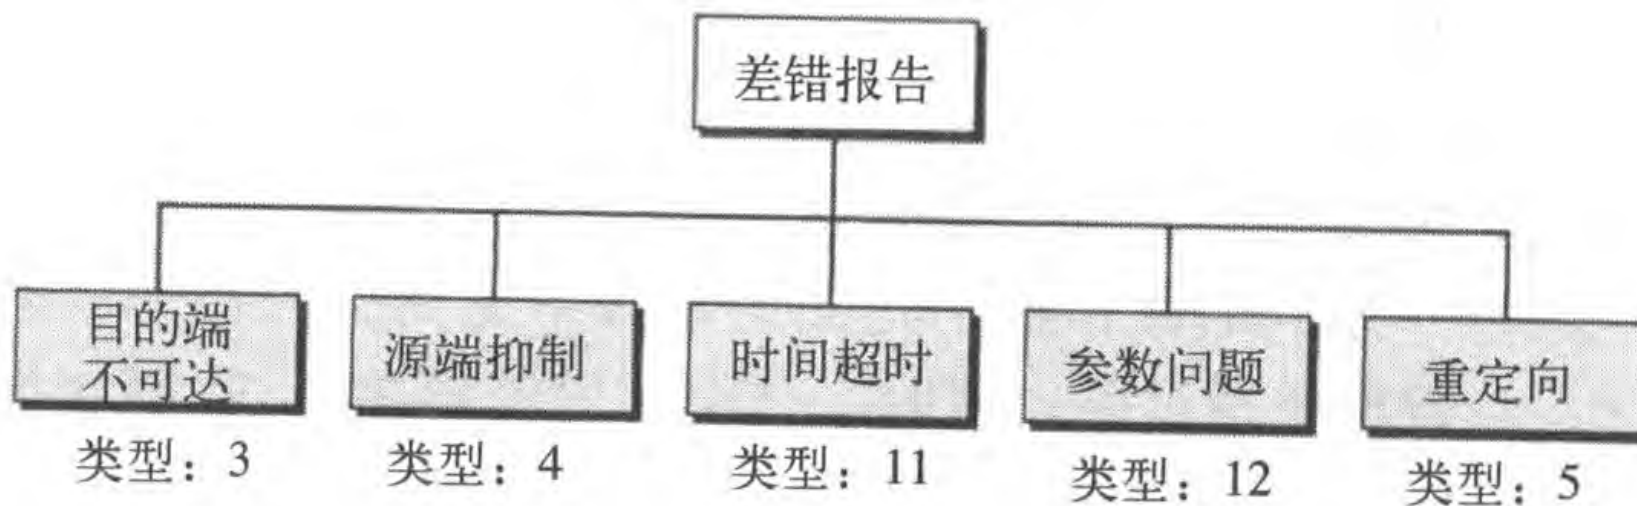 差错报告
目的端
不可达
源端抑制
时间超时
参数问题
重定向
类型：3
类型：4
类型：11
类型：12
类型：5